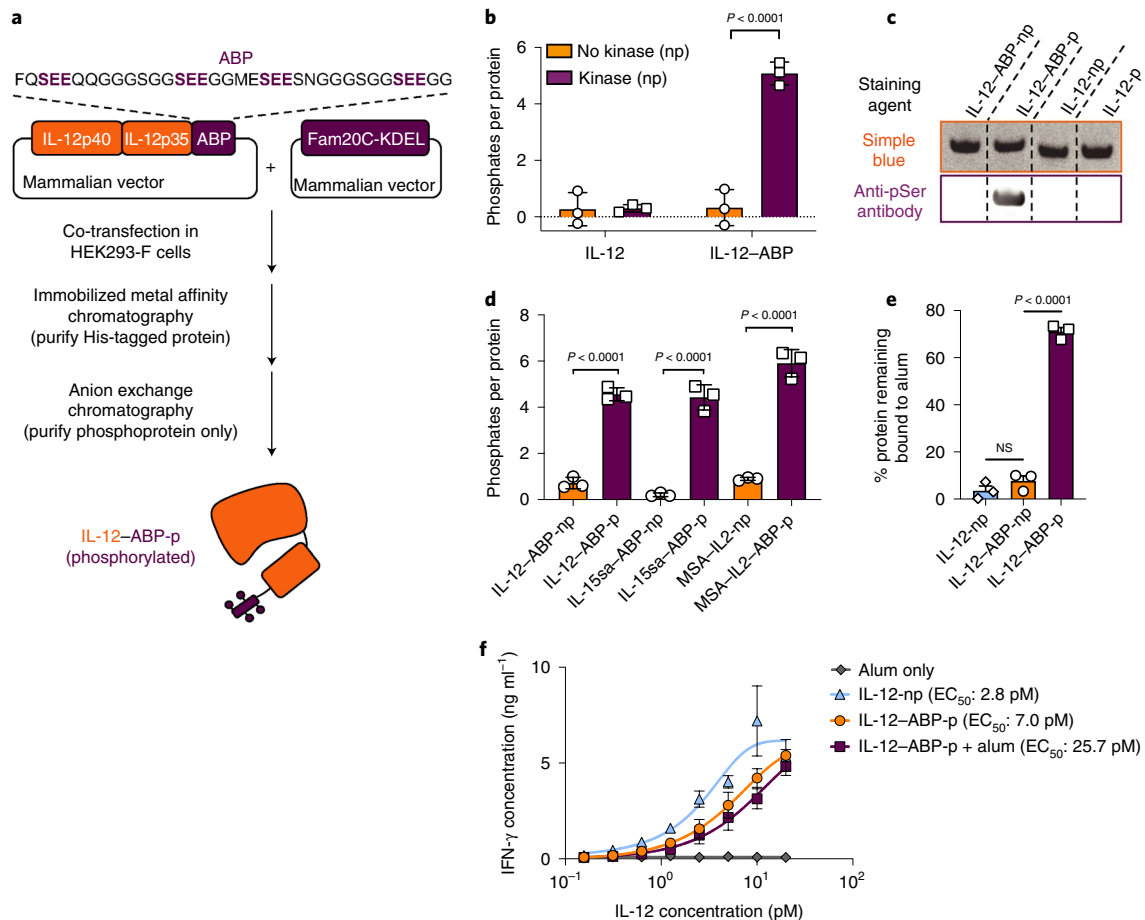 a
ABP
FQSEEQQGGGSGGSEEGGMESEESNGGGSGGSEEGG
IL-12p40 IL-12p35 ABP
Mammalian vector
+
Fam20C-KDEL
Mammalian vector
Co-transfection in
HEK293-F cells
Immobilized metal affinity
chromatography
(purify His-tagged protein)
Anion exchange
chromatography
(purify phosphoprotein only)
IL-12–ABP-p
(phosphorylated)
b
P < 0.0001
No kinase (np)
Kinase (np)
Phosphates per protein
6
4
2
0
IL-12
IL-12–ABP
c
Staining
agent
IL-12–ABP-np
IL-12–ABP-p
IL-12-np
IL-12-p
Simple
blue
Anti-pSer
antibody
d
Phosphates per protein
8
6
4
2
0
P < 0.0001
P < 0.0001
P < 0.0001
IL-12–ABP-np
IL-12–ABP-p
IL-15sa–ABP-np
IL-15sa–ABP-p
MSA–IL2–np
MSA–IL2–ABP-p
e
% protein remaining
bound to alum
80
60
40
20
0
P < 0.0001
NS
IL-12-np
IL-12–ABP-np
IL-12–ABP-p
f
IFN-γ concentration (ng ml⁻¹)
10
5
0
10⁻¹
10⁰
10¹
10²
IL-12 concentration (pM)
Alum only
IL-12-np (EC₅₀: 2.8 pM)
IL-12–ABP-p (EC₅₀: 7.0 pM)
IL-12–ABP-p + alum (EC₅₀: 25.7 pM)